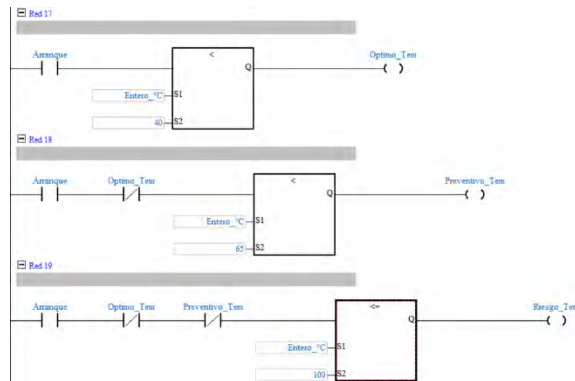 Red 17
Arranque
<
Q
Optimo_Tem
Entero_°C
S1
40
S2
Red 18
Arranque
Optimo_Tem
<
Q
Preventivo_Tem
Entero_°C
S1
65
S2
Red 19
Arranque
Optimo_Tem
Preventivo_Tem
<=
Q
Riesgo_Tem
Entero_°C
S1
100
S2